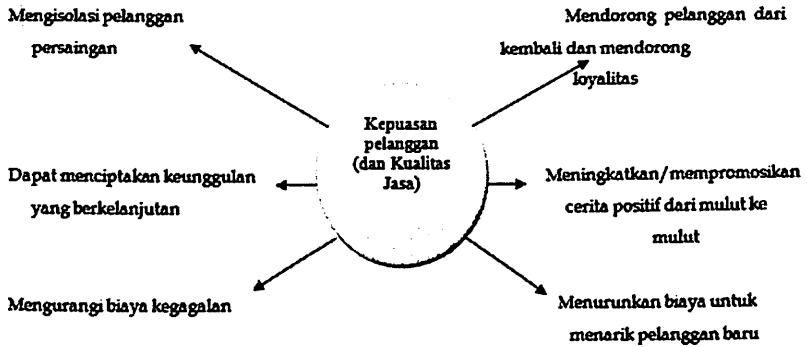 Mengisolasi pelanggan
persaingan
Mendorong pelanggan dari
kembali dan mendorong
loyalitas
Kepuasan
pelanggan
(dan Kualitas
Jasa)
Dapat menciptakan keunggulan
yang berkelanjutan
Meningkatkan/mempromosikan
cerita positif dari mulut ke
mulut
Mengurangi biaya kegagalan
Menurunkan biaya untuk
menarik pelanggan baru